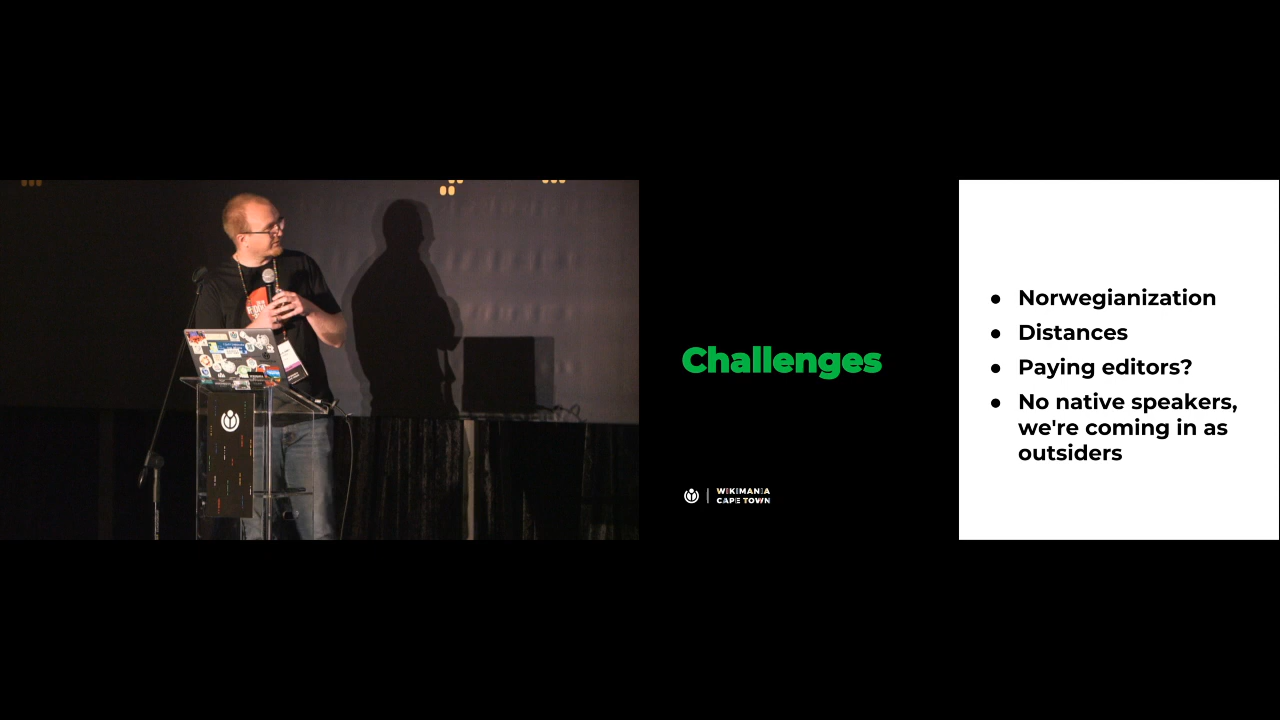 Challenges
WIKIMANIA
CAPE TOWN
● Norwegianization
● Distances
● Paying editors?
● No native speakers,
we're coming in as
outsiders